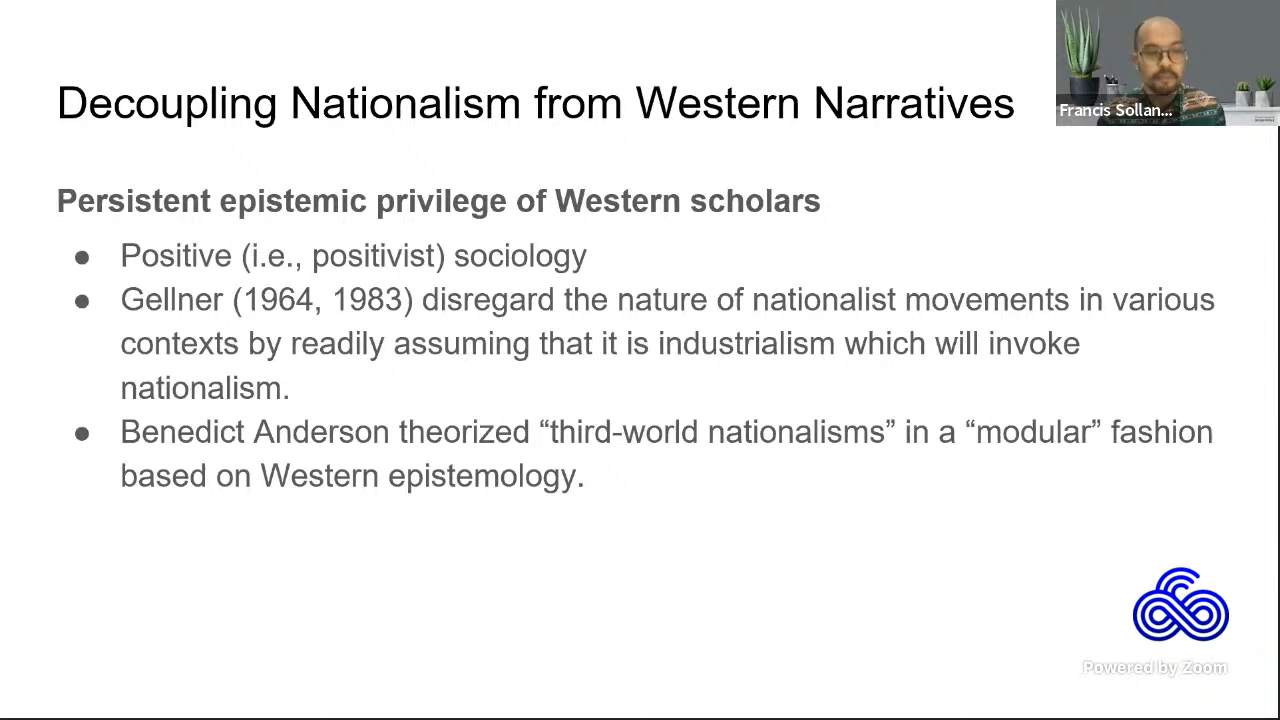 Decoupling Nationalism from Western Narratives
Francis Sollan...
Persistent epistemic privilege of Western scholars
● Positive (i.e., positivist) sociology
● Gellner (1964, 1983) disregard the nature of nationalist movements in various
contexts by readily assuming that it is industrialism which will invoke
nationalism.
● Benedict Anderson theorized “third-world nationalisms” in a “modular” fashion
based on Western epistemology.
Powered by Zoom